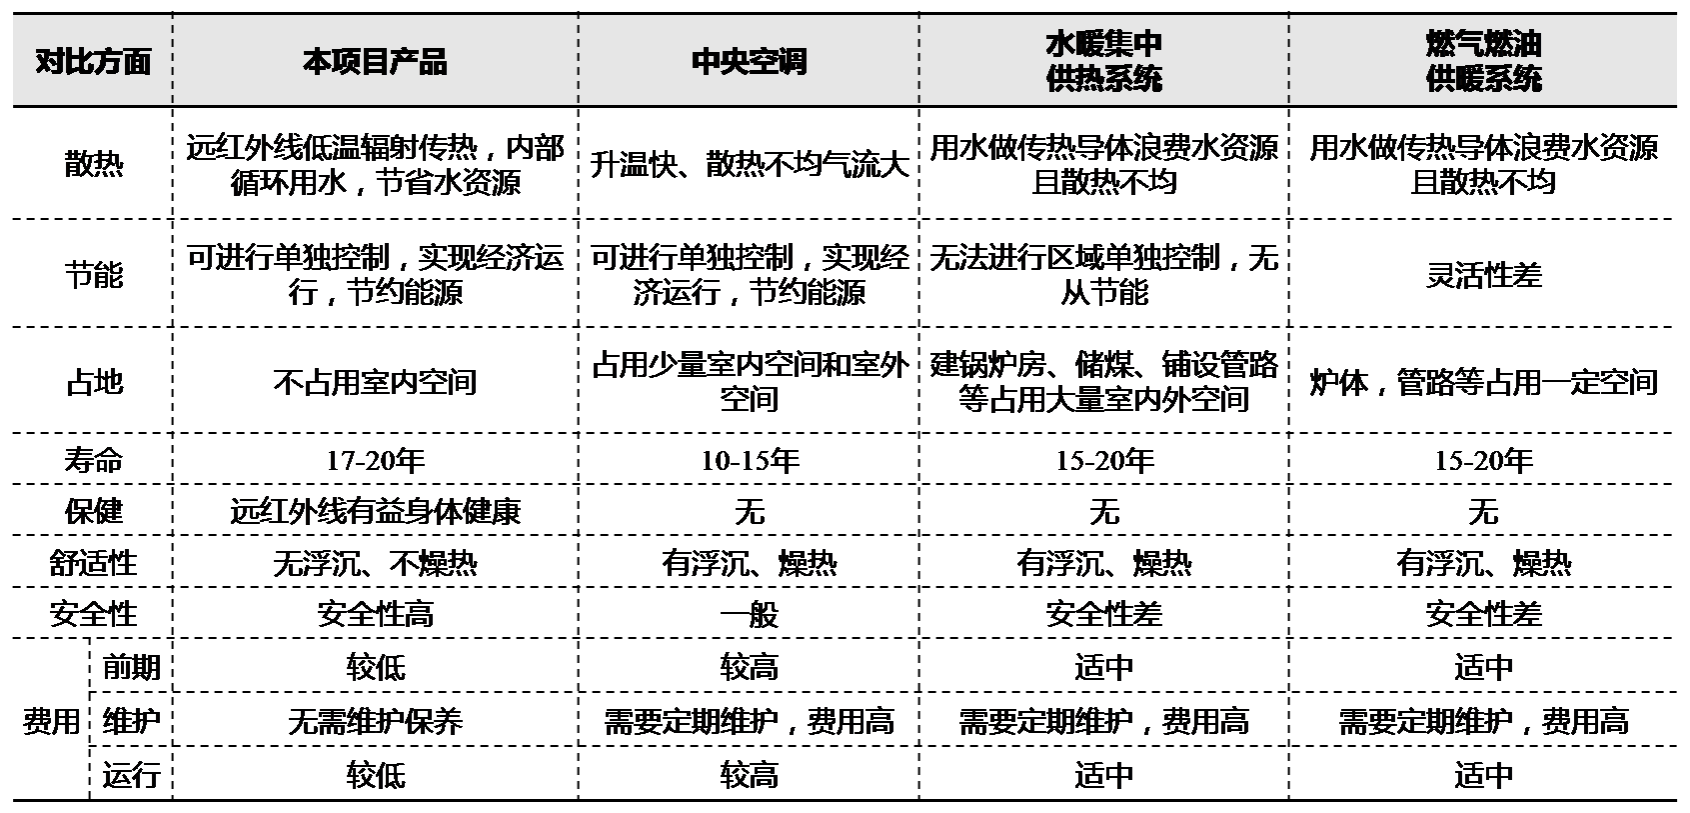 对比方面
本项目产品
中央空调
水暖集中
供热系统
燃气燃油
供暖系统
散热
远红外线低温辐射传热，内部
循环用水，节省水资源
升温快、散热不均气流大
用水做传热导体浪费水资源
且散热不均
用水做传热导体浪费水资源
且散热不均
节能
可进行单独控制，实现经济运
行，节约能源
可进行单独控制，实现经
济运行，节约能源
无法进行区域单独控制，无
从节能
灵活性差
占地
不占用室内空间
占用少量室内空间和室外
空间
建锅炉房、储煤、铺设管路
等占用大量室内外空间
炉体，管路等占用一定空间
寿命
17-20年
10-15年
15-20年
15-20年
保健
远红外线有益身体健康
无
无
无
舒适性
无浮沉、不燥热
有浮沉、燥热
有浮沉、燥热
有浮沉、燥热
安全性
安全性高
一般
安全性差
安全性差
费用
前期
较低
较高
适中
适中
维护
无需维护保养
需要定期维护，费用高
需要定期维护，费用高
需要定期维护，费用高
运行
较低
较高
适中
适中